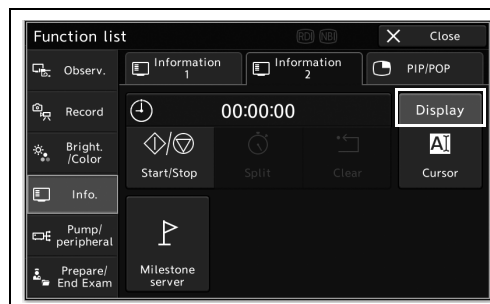 Function list
RDI NBI
Close
Observ.
Record
Bright.
/Color
Info.
Pump/
peripheral
Prepare/
End Exam
Information
1
Information
2
PIP/POP
00:00:00
Display
Start/Stop
Split
Clear
A
Cursor
Milestone
server